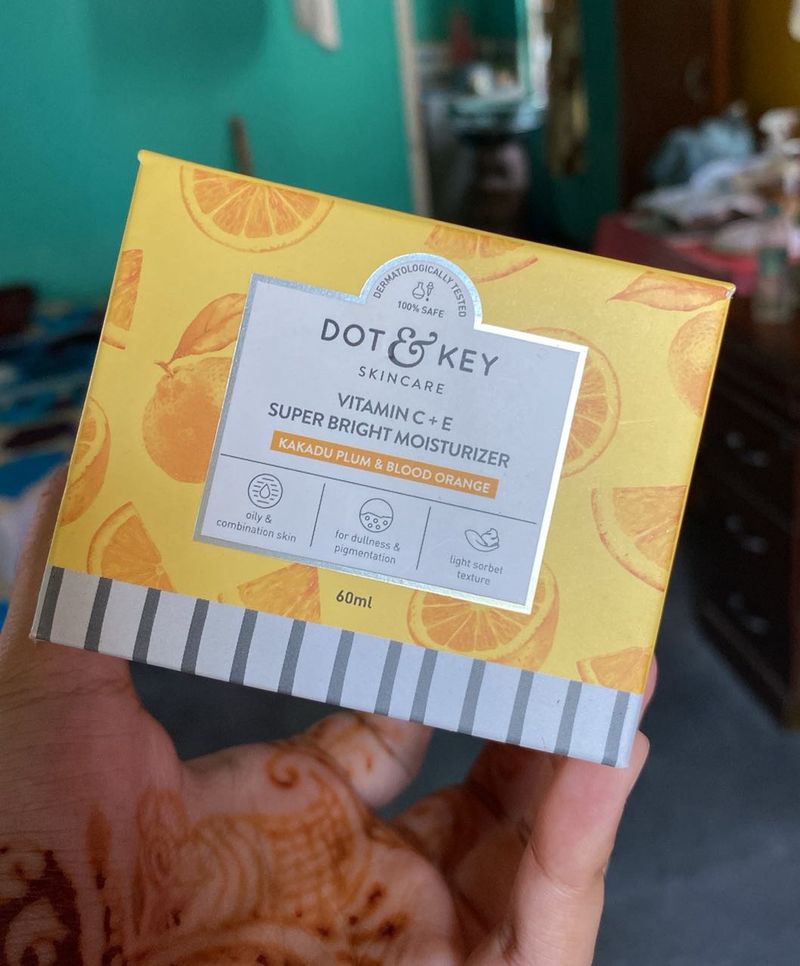 DERMATOLOGICALLY TESTED
100% SAFE
DOT & KEY
SKINCARE
VITAMIN C + E
SUPER BRIGHT MOISTURIZER
KAKADU PLUM & BLOOD ORANGE
oily &
combination skin
for dullness &
pigmentation
light sorbet
texture
60ml